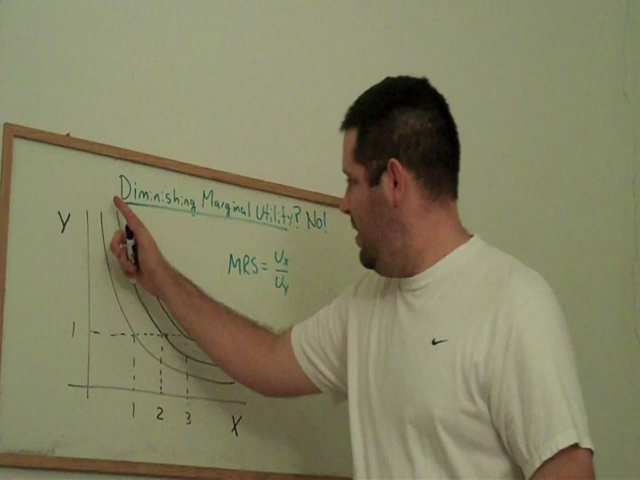 Diminishing Marginal Utility? No!
Y
MRS = Ux/Uy
1
1 2 3
X